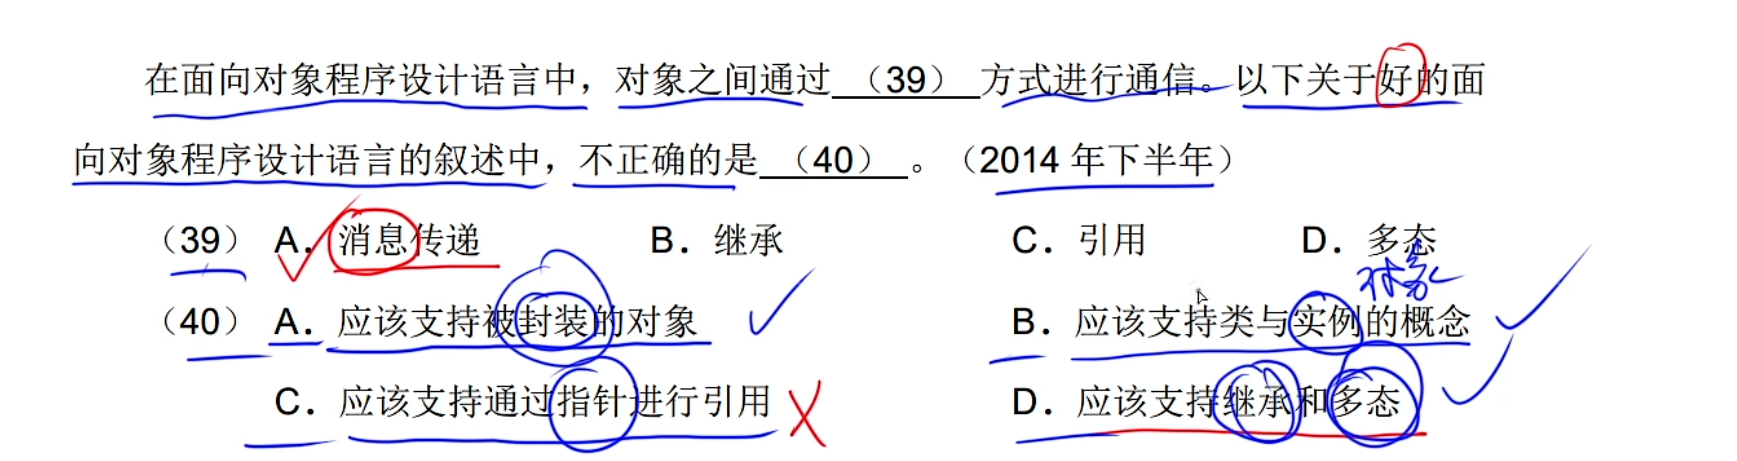 在面向对象程序设计语言中，对象之间通过（39）方式进行通信。以下关于好的面
向对象程序设计语言的叙述中，不正确的是（40）。（2014 年下半年）
（39） A．消息传递 B．继承 C．引用 D．多态
对象
（40） A．应该支持被封装的对象 B．应该支持类与实例的概念
C．应该支持通过指针进行引用 D．应该支持继承和多态